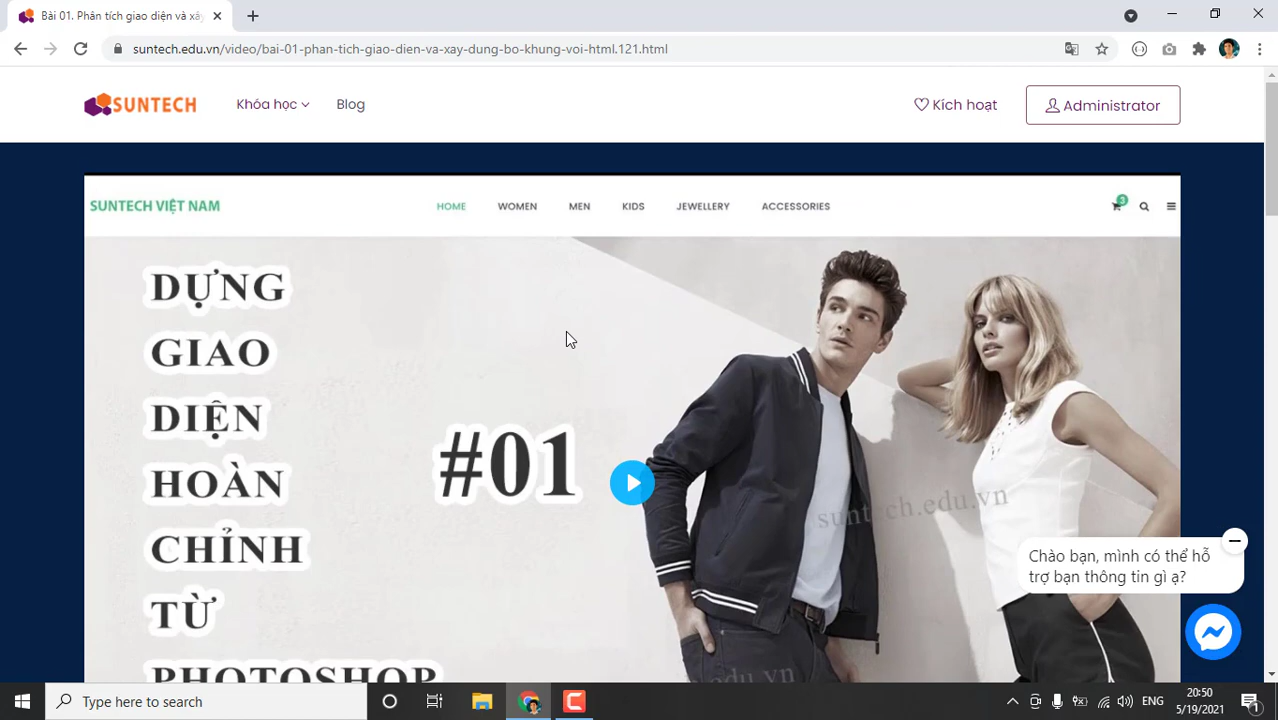 Bài 01. Phân tích giao diện và xây
suntech.edu.vn/video/bai-01-phan-tich-giao-dien-va-xay-dung-bo-khung-voi-html.121.html
SUNTECH
Khóa học
Blog
Kích hoạt
Administrator
SUNTECH VIỆT NAM
HOME
WOMEN
MEN
KIDS
JEWELLERY
ACCESSORIES
3
DỰNG
GIAO
DIỆN
HOÀN
CHỈNH
TỪ
PHOTOSHOP
#01
suntech.edu.vn
du.vn
Chào bạn, mình có thể hỗ
trợ bạn thông tin gì ạ?
Type here to search
ENG
20:50
5/19/2021
1